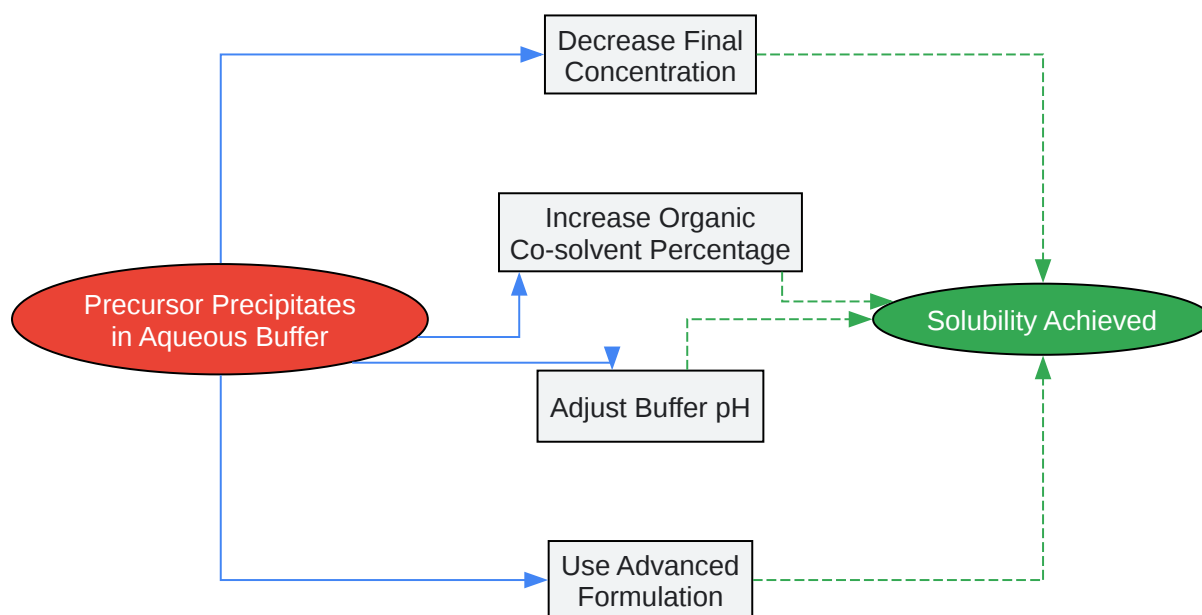 Decrease Final
Concentration
Increase Organic
Co-solvent Percentage
Precursor Precipitates
in Aqueous Buffer
Solubility Achieved
Adjust Buffer pH
Use Advanced
Formulation